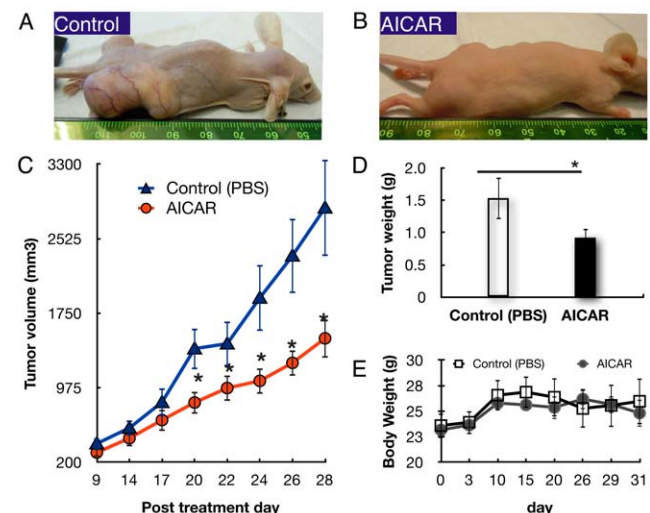 A
Control
B
AICAR
C
3300
2525
1750
975
200
Tumor volume (mm3)
Control (PBS)
AICAR
*
*
*
*
*
9 14 17 20 22 24 26 28
Post treatment day
D
2.0
1.5
1.0
0.5
0
Tumor weight (g)
*
Control (PBS) AICAR
E
30
28
25
23
20
Body Weight (g)
Control (PBS) AICAR
0 3 10 15 20 26 29 31
day